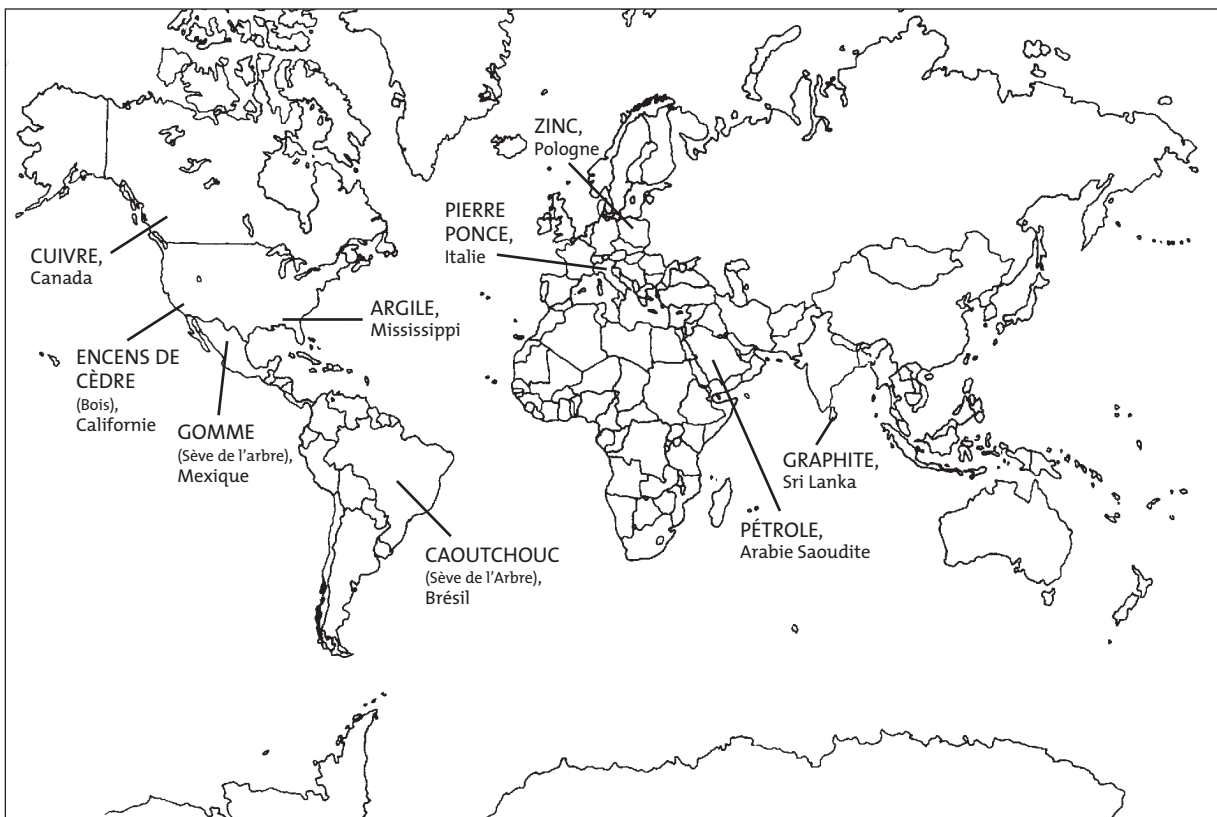 ZINC,
Pologne
PIERRE
PONCE,
Italie
CUIVRE,
Canada
ARGILE,
Mississippi
ENCENS DE
CÈDRE
(Bois),
Californie
GOMME
(Sève de l'arbre),
Mexique
GRAPHITE,
Sri Lanka
PÉTROLE,
Arabie Saoudite
CAOUTCHOUC
(Sève de l'Arbre),
Brésil